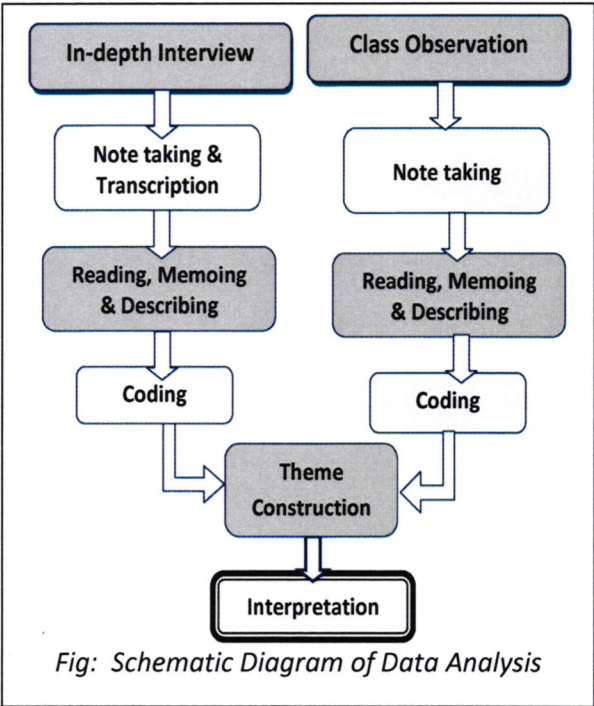 In-depth Interview
Class Observation
Note taking &
Transcription
Note taking
Reading, Memoing
& Describing
Reading, Memoing
& Describing
Coding
Coding
Theme
Construction
Interpretation
Fig: Schematic Diagram of Data Analysis